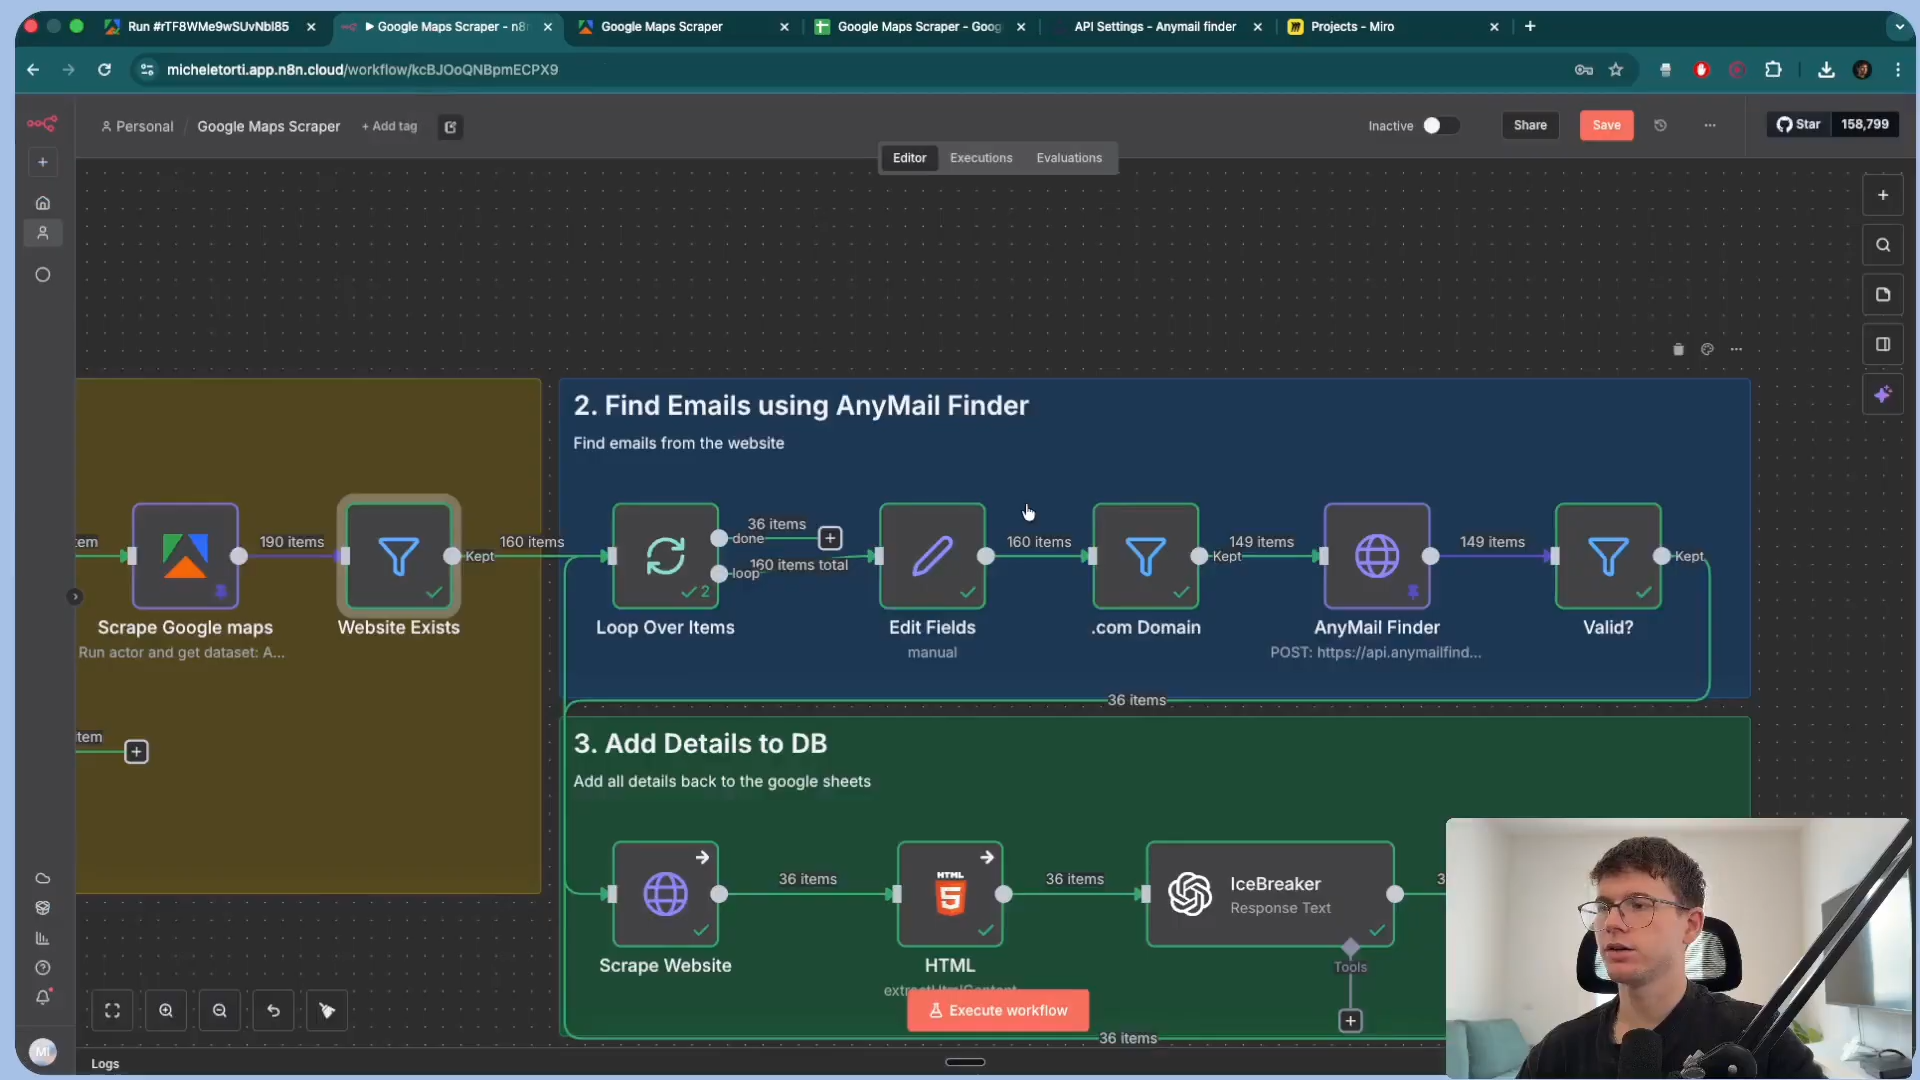 Run #rTF8WMe9wSUvNbl85
Google Maps Scraper - n8n
Google Maps Scraper
Google Maps Scraper - Goog
API Settings - Anymail finder
Projects - Miro
micheletorti.app.n8n.cloud/workflow/kcBJOoQNBpmECPX9
Personal / Google Maps Scraper + Add tag
Inactive
Share
Save
Star 158,799
Editor Executions Evaluations
2. Find Emails using AnyMail Finder
Find emails from the website
tem
190 items
Kept
160 items
36 items
done
loop
160 items total
160 items
Kept
149 items
149 items
Kept
Scrape Google maps
Run actor and get dataset: A...
Website Exists
2
Loop Over Items
Edit Fields
manual
.com Domain
AnyMail Finder
POST: https://api.anymailfind...
Valid?
36 items
item
3. Add Details to DB
Add all details back to the google sheets
36 items
HTML
5
36 items
IceBreaker
Response Text
3
Tools
Scrape Website
HTML
Execute workflow
36 items
MI
Logs